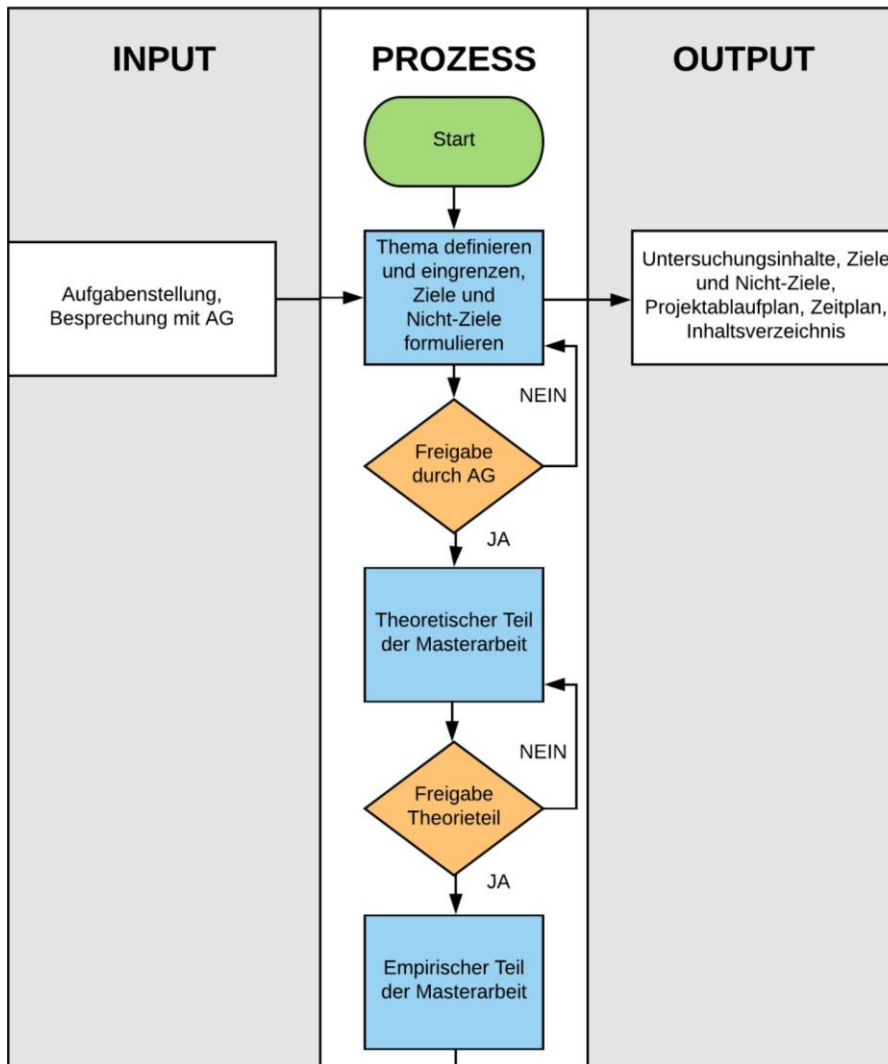 INPUT
PROZESS
OUTPUT
Start
Aufgabenstellung,
Besprechung mit AG
Thema definieren
und eingrenzen,
Ziele und
Nicht-Ziele
formulieren
Untersuchungsinhalte, Ziele
und Nicht-Ziele,
Projektablaufplan, Zeitplan,
Inhaltsverzeichnis
NEIN
Freigabe
durch AG
JA
Theoretischer Teil
der Masterarbeit
NEIN
Freigabe
Theorieteil
JA
Empirischer Teil
der Masterarbeit